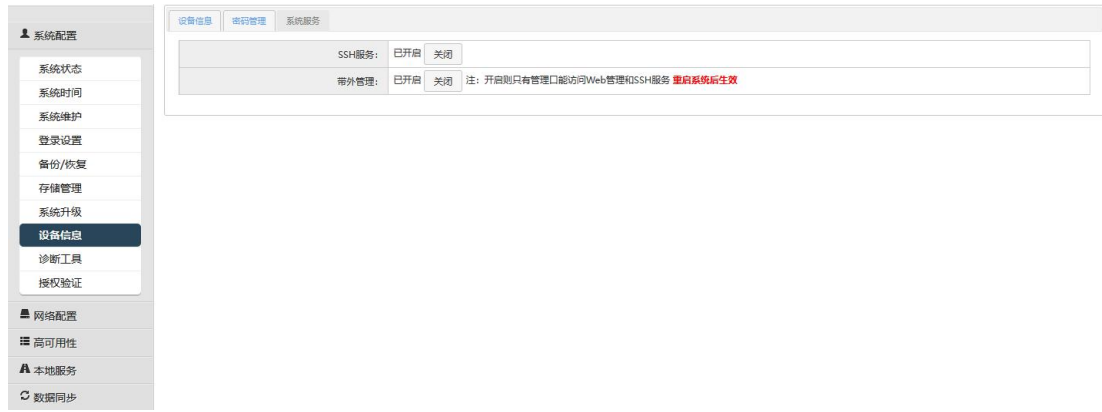 系统配置
系统状态
系统时间
系统维护
登录设置
备份/恢复
存储管理
系统升级
设备信息
诊断工具
授权验证
网络配置
高可用性
本地服务
数据同步
设备信息 密码管理 系统服务
SSH服务: 已开启 关闭
带外管理: 已开启 关闭 注: 开启则只有管理口能访问Web管理和SSH服务 重启系统后生效